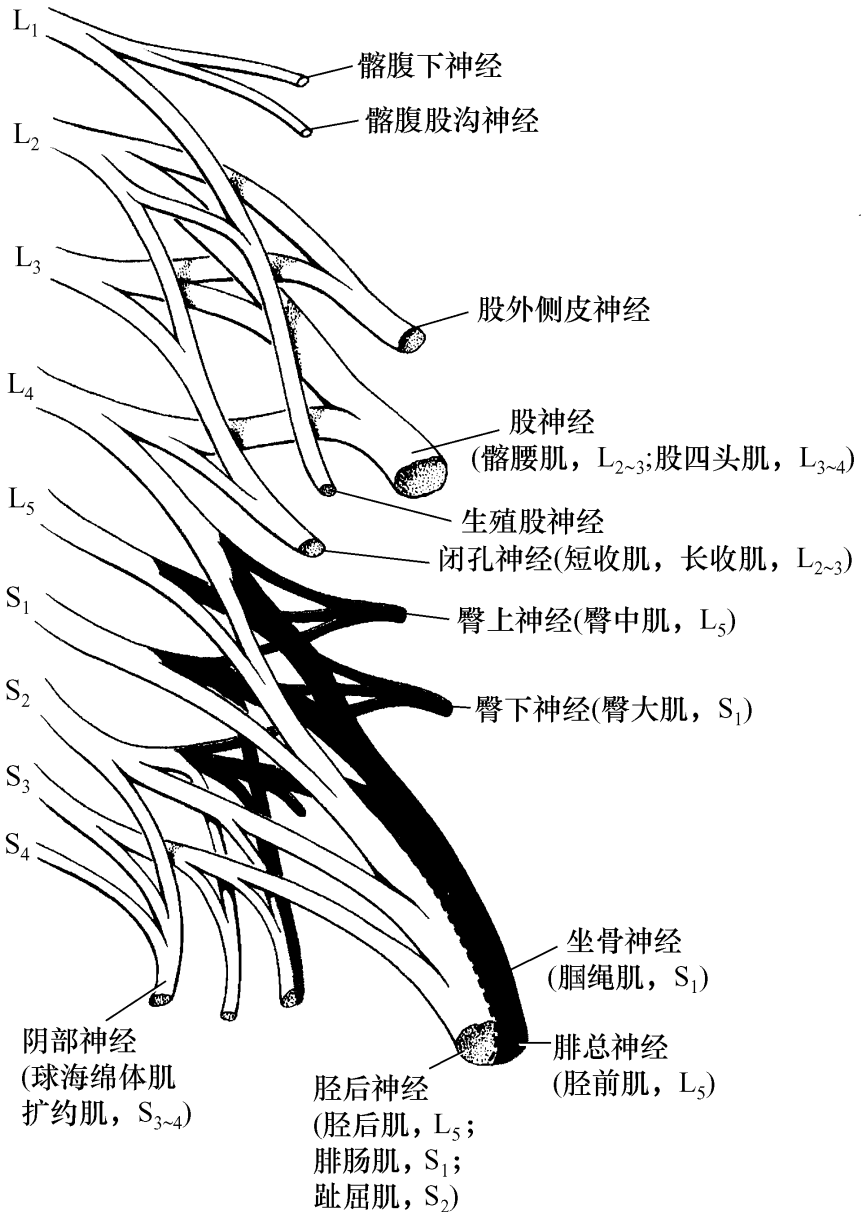 L₁
髂腹下神经
髂腹股沟神经
L₂
L₃
股外侧皮神经
L₄
股神经
(髂腰肌，L₂~₃;股四头肌，L₃~₄)
L₅
生殖股神经
闭孔神经(短收肌，长收肌，L₂~₃)
S₁
臀上神经(臀中肌，L₅)
S₂
臀下神经(臀大肌，S₁)
S₃
S₄
坐骨神经
(腘绳肌，S₁)
阴部神经
(球海绵体肌
扩约肌，S₃~₄)
腓总神经
(胫前肌，L₅)
胫后神经
(胫后肌，L₅；
腓肠肌，S₁；
趾屈肌，S₂)